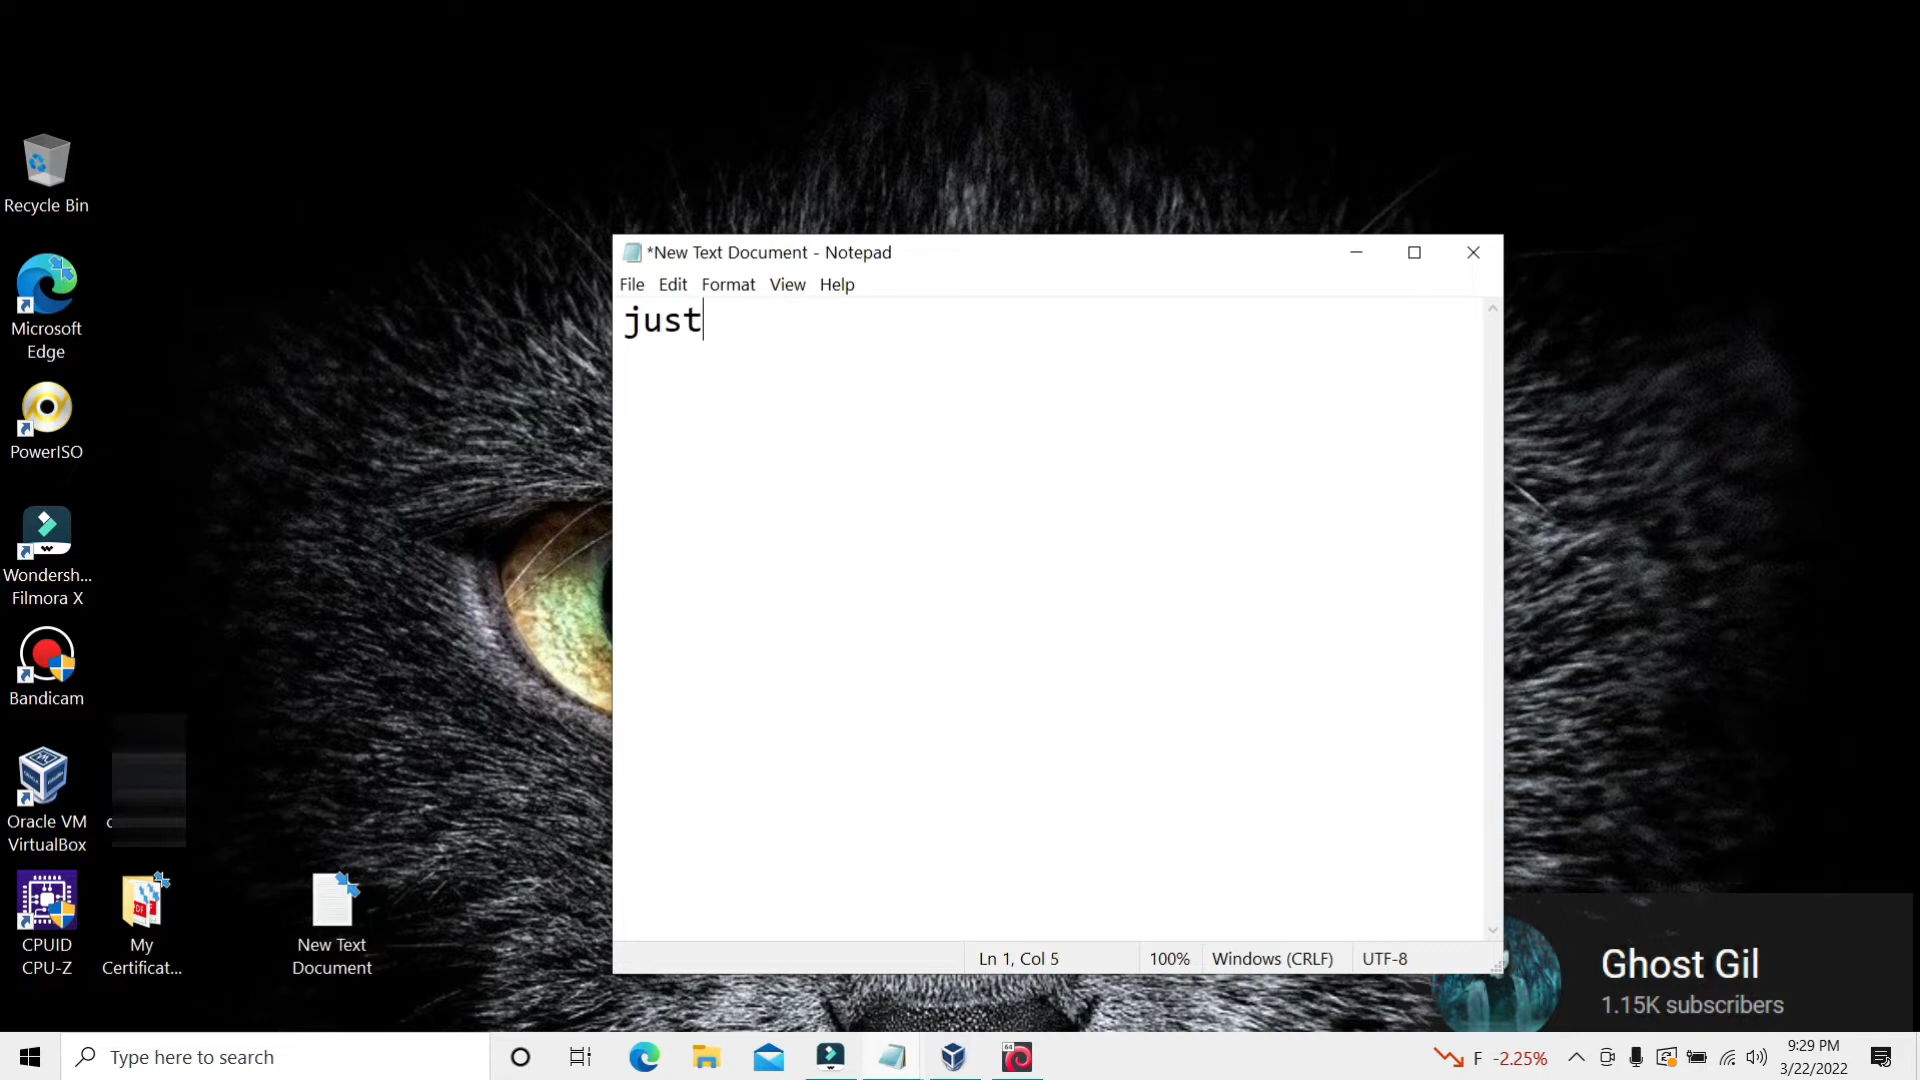 Recycle Bin
Microsoft
Edge
PowerISO
Wondersh...
Filmora X
Bandicam
Oracle VM
VirtualBox
CPUID
CPU-Z
My
Certificat...
New Text
Document
*New Text Document - Notepad
File Edit Format View Help
just
Ln 1, Col 5 100% Windows (CRLF) UTF-8
Ghost Gil
1.15K subscribers
Type here to search
64
F -2.25%
9:29 PM
3/22/2022